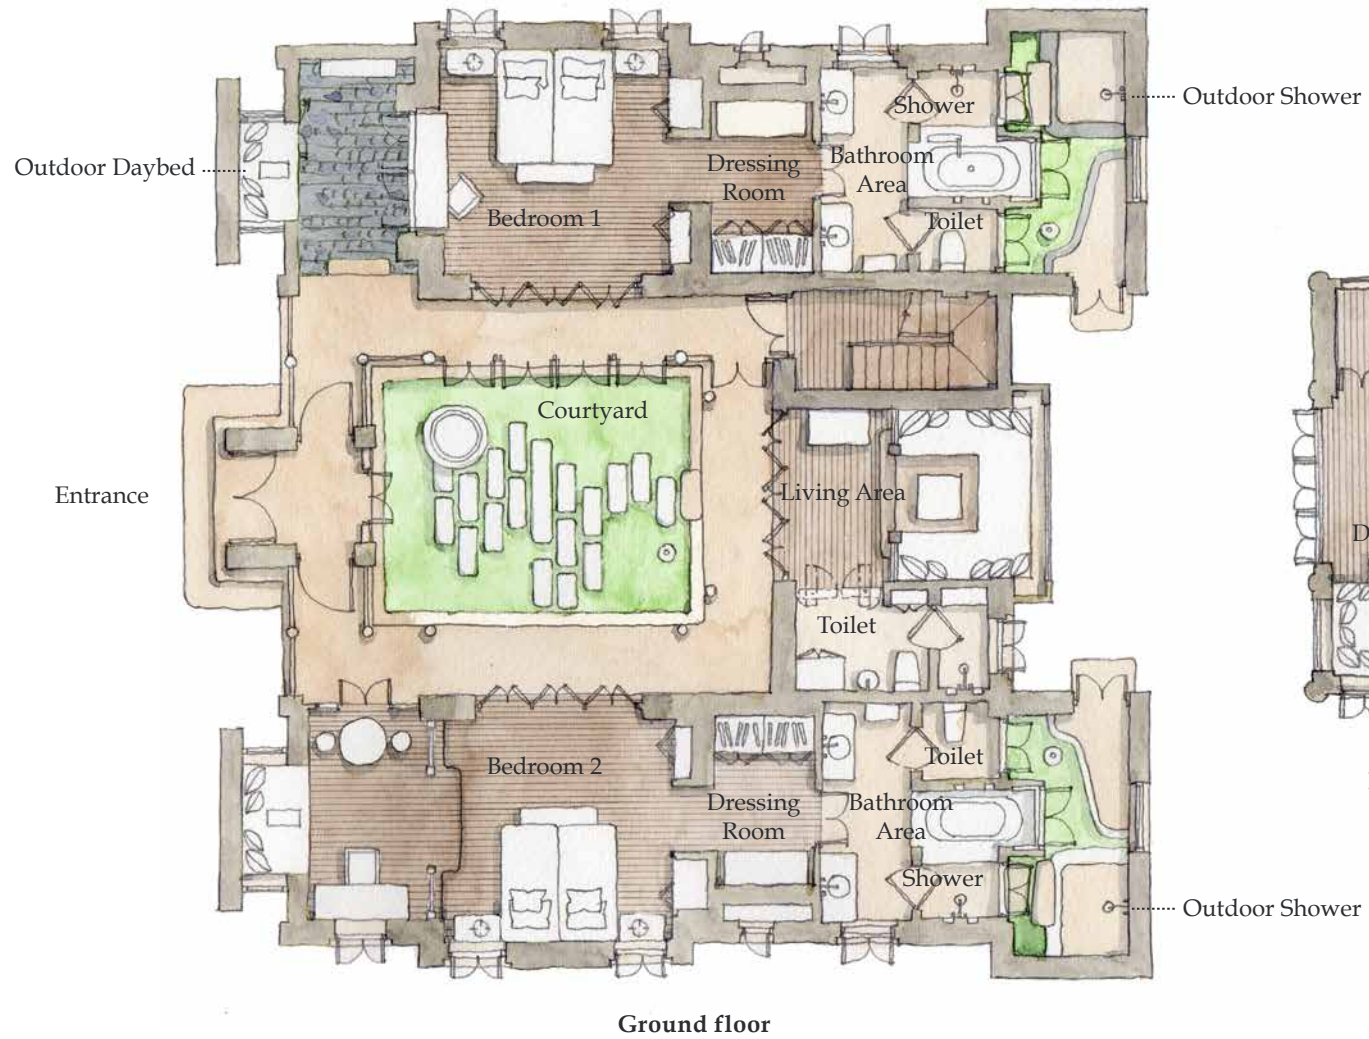 Shower
Outdoor Shower
Outdoor Daybed
Dressing
Room
Bathroom
Area
Bedroom 1
Toilet
Courtyard
Entrance
Living Area
D
Toilet
Bedroom 2
Toilet
Dressing
Room
Bathroom
Area
Shower
Outdoor Shower
Ground floor